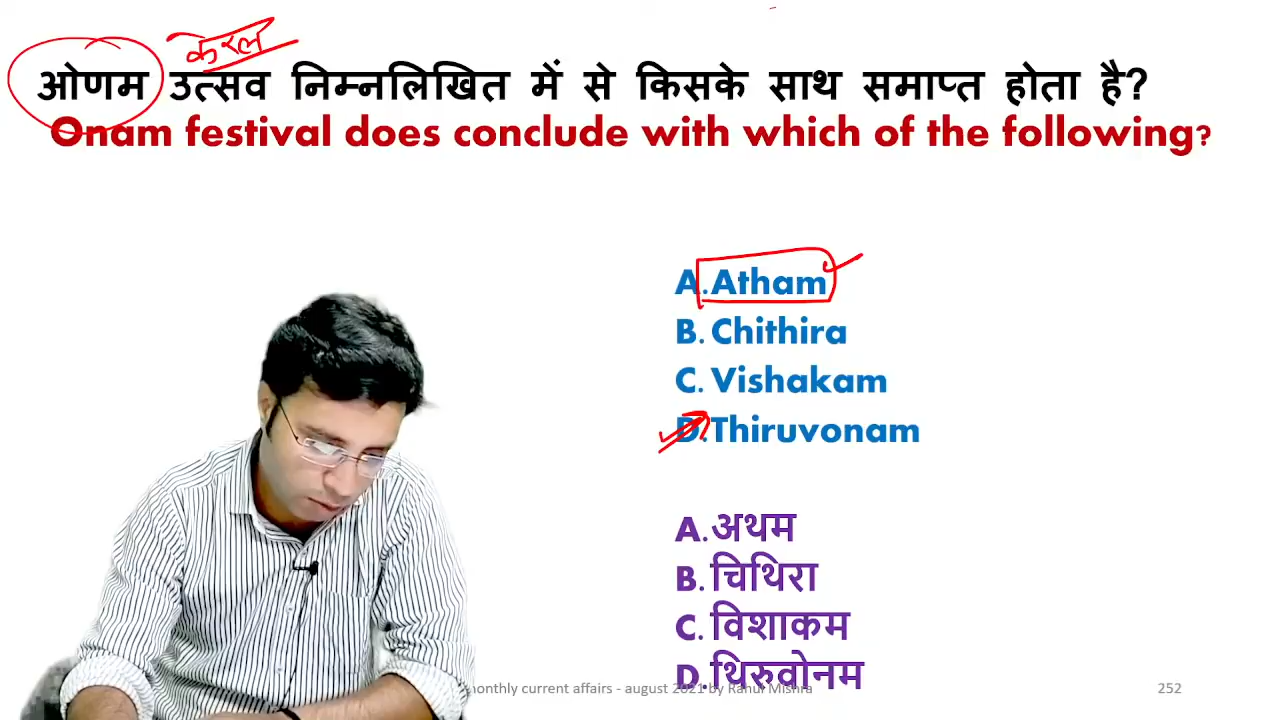 केरल
ओणम उत्सव निम्नलिखित में से किसके साथ समाप्त होता है?
Onam festival does conclude with which of the following?
A. Atham
B. Chithira
C. Vishakam
D. Thiruvonam
A. अथम
B. चिथिरा
C. विशाकम
D. थिरुवोनम
monthly current affairs - august 2021 by Rahul Mishra
252